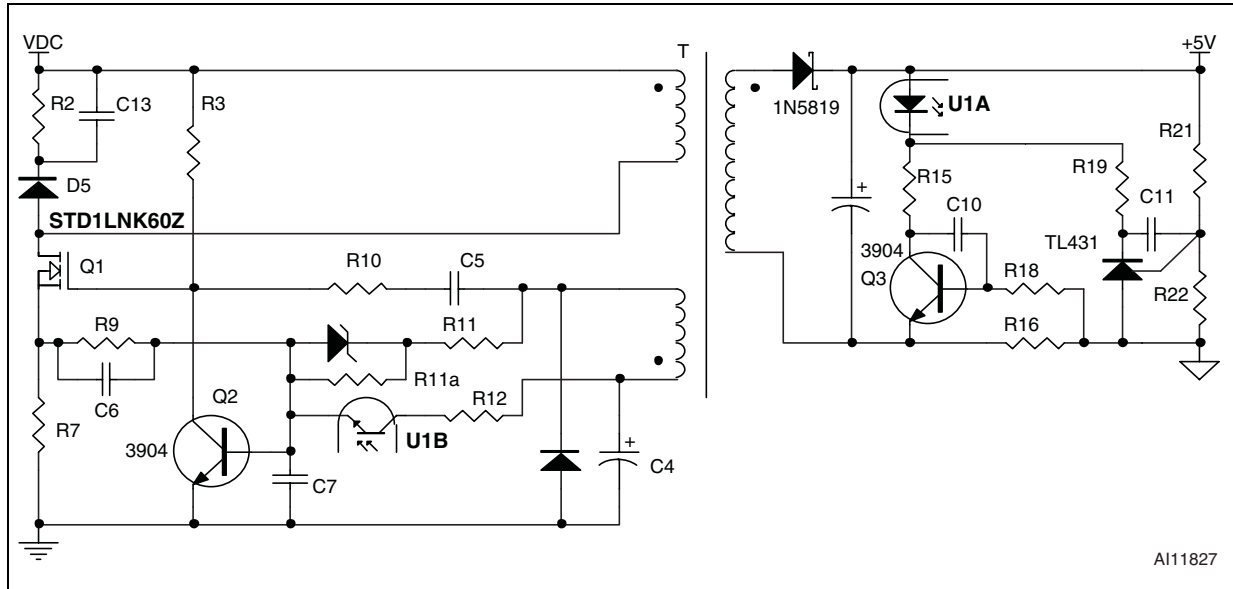 VDC
T
+5V
R2
C13
R3
1N5819
U1A
R21
D5
R15
R19
C10
C11
STD1LNK60Z
Q1
R10
C5
3904
Q3
R18
TL431
R22
R9
R11
R16
C6
Q2
R11a
R12
R7
3904
U1B
+
+
C4
C7
AI11827